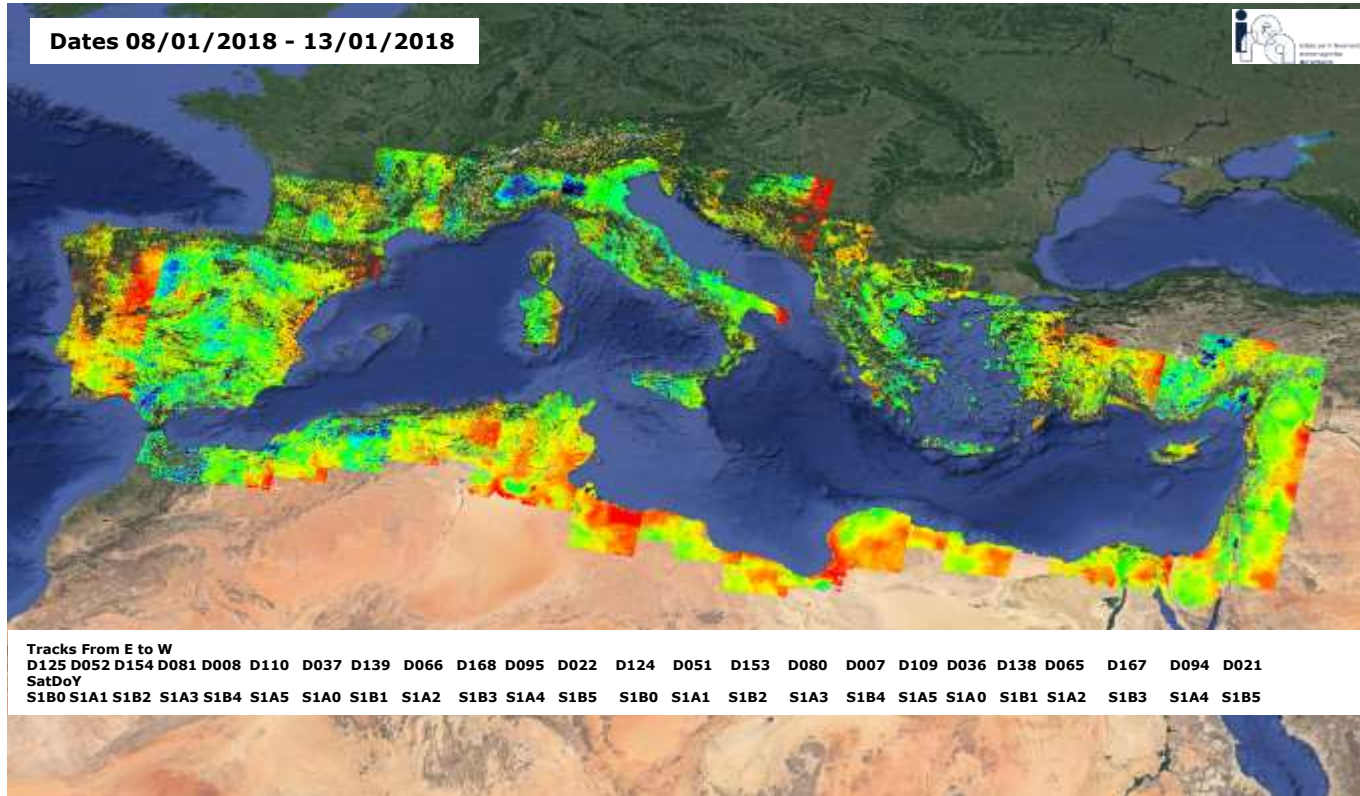 Dates 08/01/2018 - 13/01/2018
Tracks From E to W
D125 D052 D154 D081 D008 D110 D037 D139 D066 D168 D095 D022 D124 D051 D153 D080 D007 D109 D036 D138 D065 D167 D094 D021
SatDoY
S1B0 S1A1 S1B2 S1A3 S1B4 S1A5 S1A0 S1B1 S1A2 S1B3 S1A4 S1B5 S1B0 S1A1 S1B2 S1A3 S1B4 S1A5 S1A0 S1B1 S1A2 S1B3 S1A4 S1B5